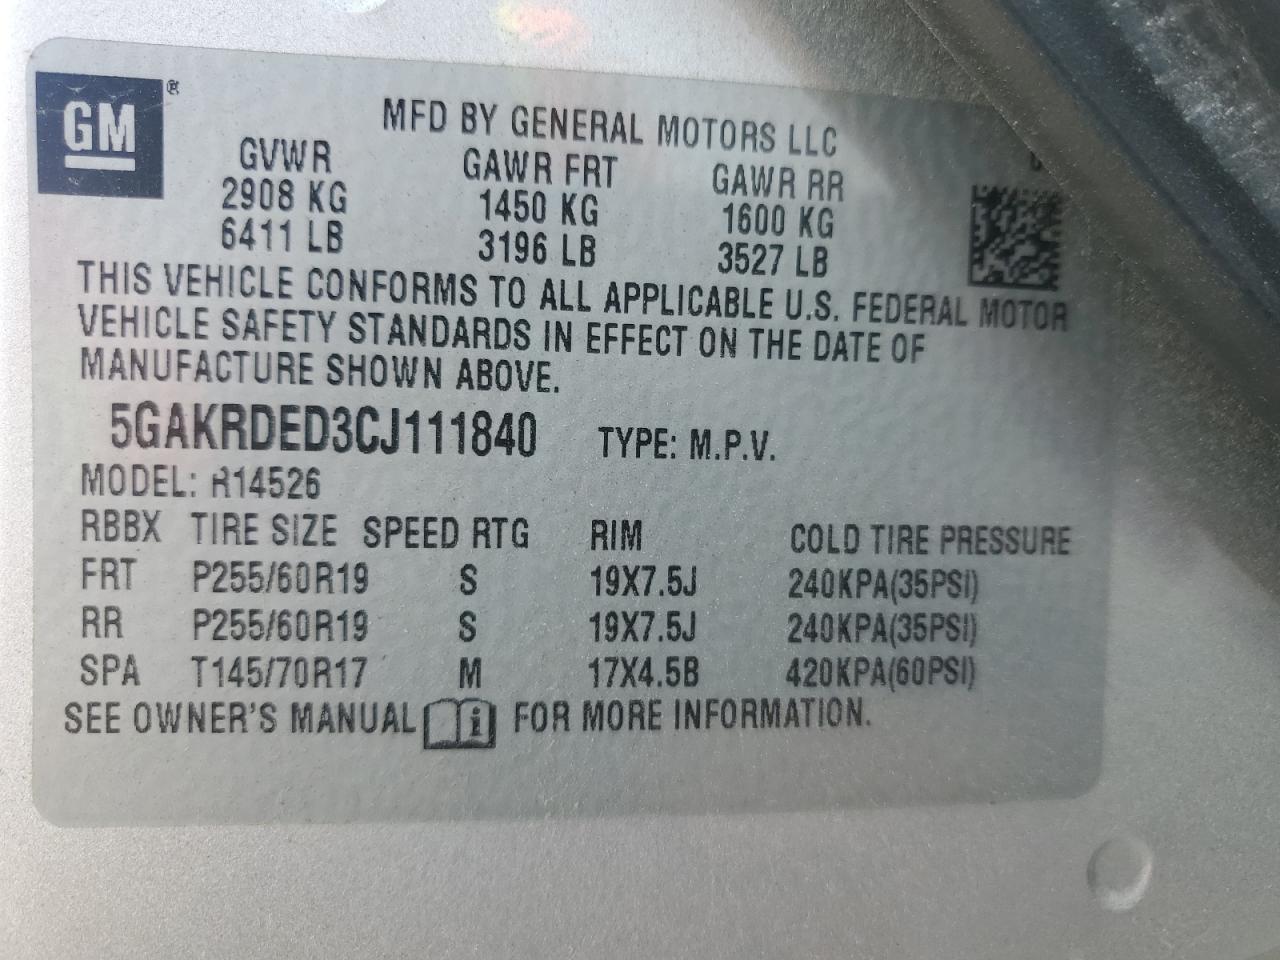 GM ®
MFD BY GENERAL MOTORS LLC
GVWR GAWR FRT GAWR RR
2908 KG 1450 KG 1600 KG
6411 LB 3196 LB 3527 LB
THIS VEHICLE CONFORMS TO ALL APPLICABLE U.S. FEDERAL MOTOR
VEHICLE SAFETY STANDARDS IN EFFECT ON THE DATE OF
MANUFACTURE SHOWN ABOVE.
5GAKRDED3CJ111840 TYPE: M.P.V.
MODEL: R14526
RBBX TIRE SIZE SPEED RTG RIM COLD TIRE PRESSURE
FRT P255/60R19 S 19X7.5J 240KPA(35PSI)
RR P255/60R19 S 19X7.5J 240KPA(35PSI)
SPA T145/70R17 M 17X4.5B 420KPA(60PSI)
SEE OWNER'S MANUAL i FOR MORE INFORMATION.